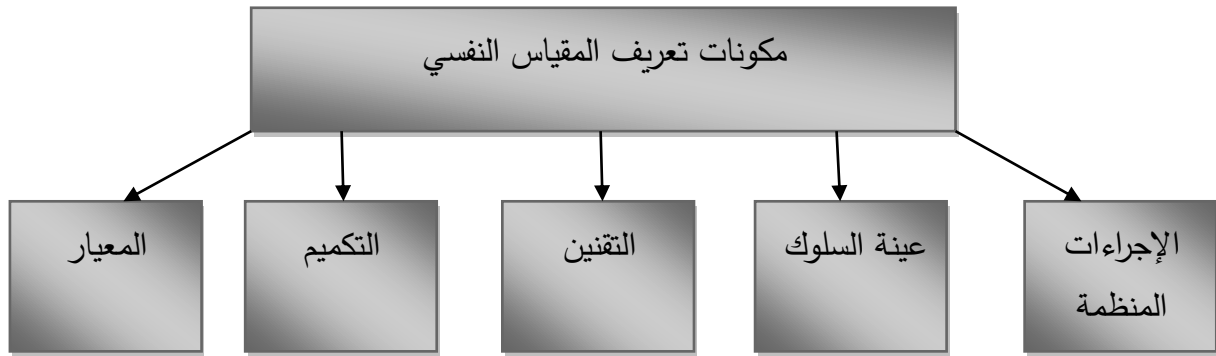 مكونات تعريف المقياس النفسي
الإجراءات
المنظمة
عينة السلوك
التقنين
التكميم
المعيار